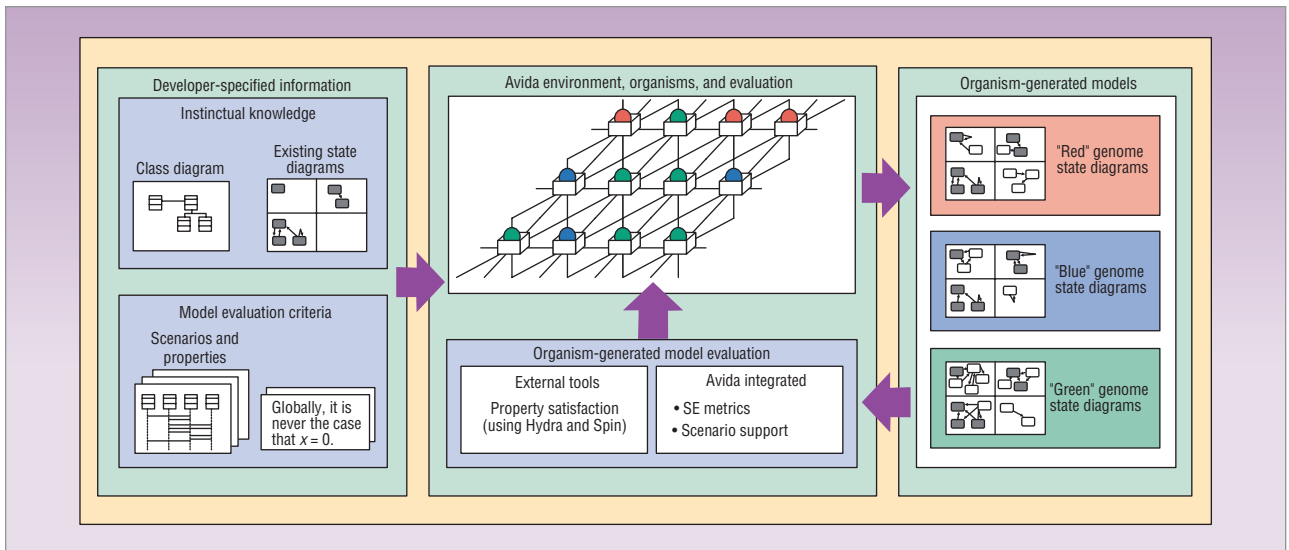 Developer-specified information
Instinctual knowledge
Class diagram
Existing state
diagrams
Model evaluation criteria
Scenarios and
properties
Globally, it is
never the case
that x = 0.
Avida environment, organisms, and evaluation
Organism-generated model evaluation
External tools
Property satisfaction
(using Hydra and Spin)
Avida integrated
• SE metrics
• Scenario support
Organism-generated models
"Red" genome
state diagrams
"Blue" genome
state diagrams
"Green" genome
state diagrams